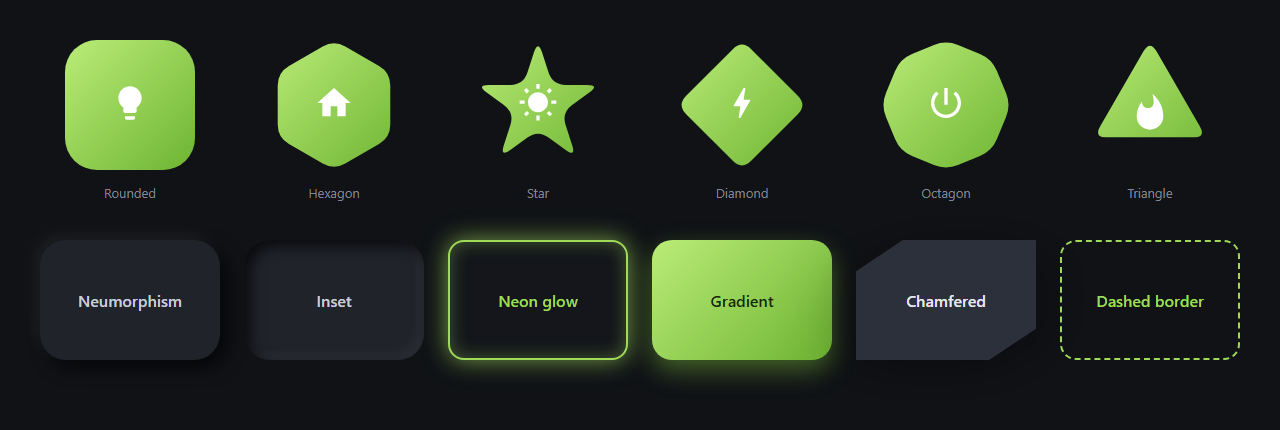 Rounded
Hexagon
Star
Diamond
Octagon
Triangle
Neumorphism
Inset
Neon glow
Gradient
Chamfered
Dashed border